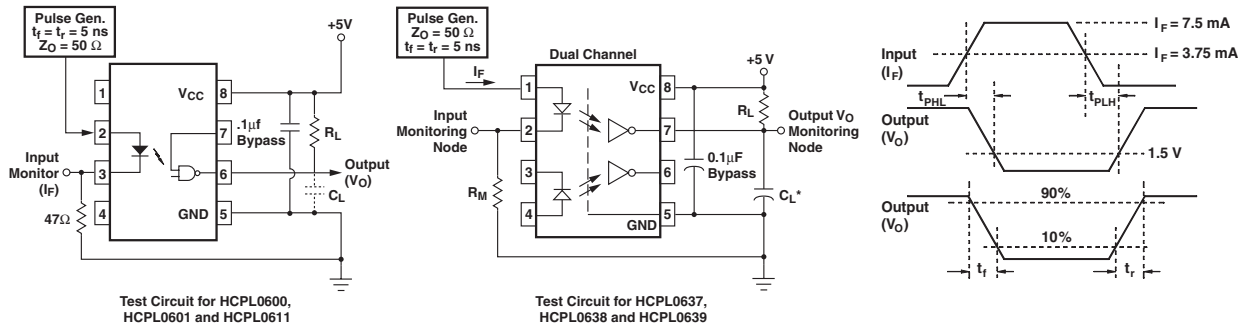 Pulse Gen.
tf = tr = 5 ns
ZO = 50 Ω
+5V
1
VCC
8
2
7
.1µf
Bypass
RL
Input
Monitor
(IF)
3
6
Output
(VO)
CL
47Ω
4
GND
5
Test Circuit for HCPL0600,
HCPL0601 and HCPL0611
Pulse Gen.
ZO = 50 Ω
tf = tr = 5 ns
IF
Dual Channel
+5 V
1
VCC
8
RL
Input
Monitoring
Node
2
7
Output VO
Monitoring
Node
3
6
0.1µF
Bypass
RM
CL*
4
5
GND
Test Circuit for HCPL0637,
HCPL0638 and HCPL0639
IF = 7.5 mA
Input
(IF)
IF = 3.75 mA
tPHL
tPLH
Output
(VO)
1.5 V
90%
Output
(VO)
10%
tf
tr